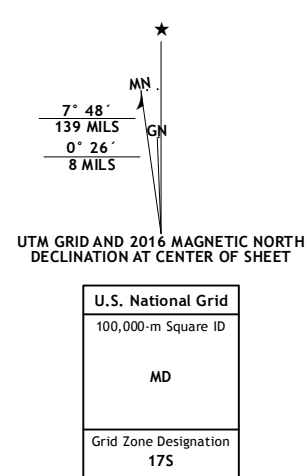 MN
7° 48´
139 MILS
GN
0° 26´
8 MILS
UTM GRID AND 2016 MAGNETIC NORTH
DECLINATION AT CENTER OF SHEET
U.S. National Grid
100,000-m Square ID
MD
Grid Zone Designation
17S